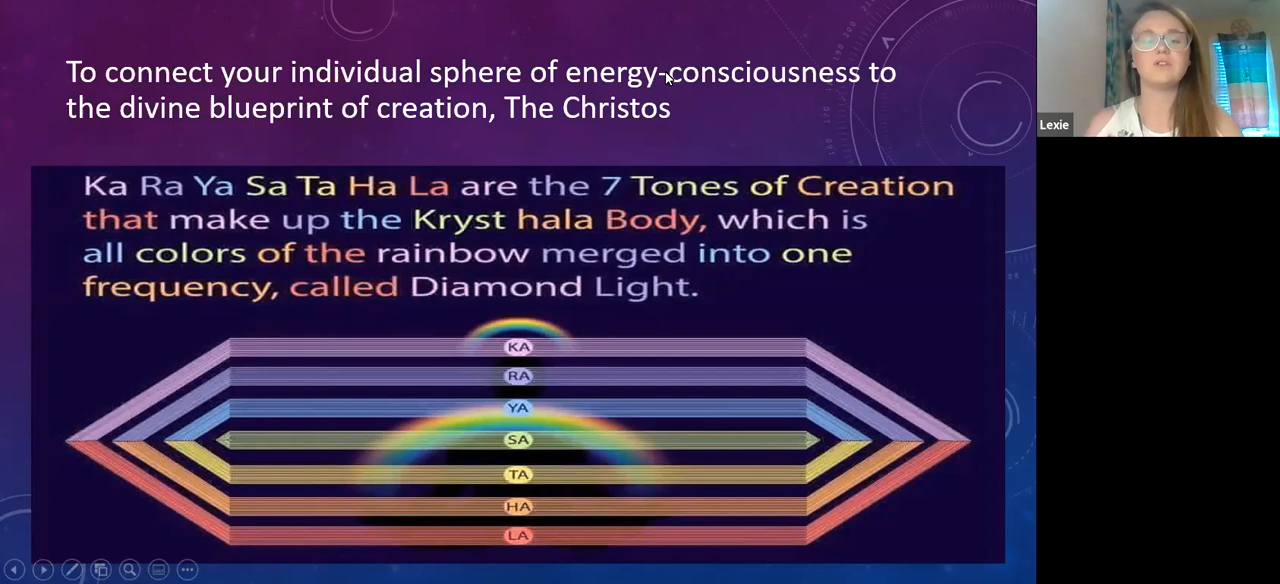 To connect your individual sphere of energy-consciousness to
the divine blueprint of creation, The Christos
Ka Ra Ya Sa Ta Ha La are the 7 Tones of Creation
that make up the Kryst hala Body, which is
all colors of the rainbow merged into one
frequency, called Diamond Light.
KA
RA
YA
SA
TA
HA
LA
Lexie